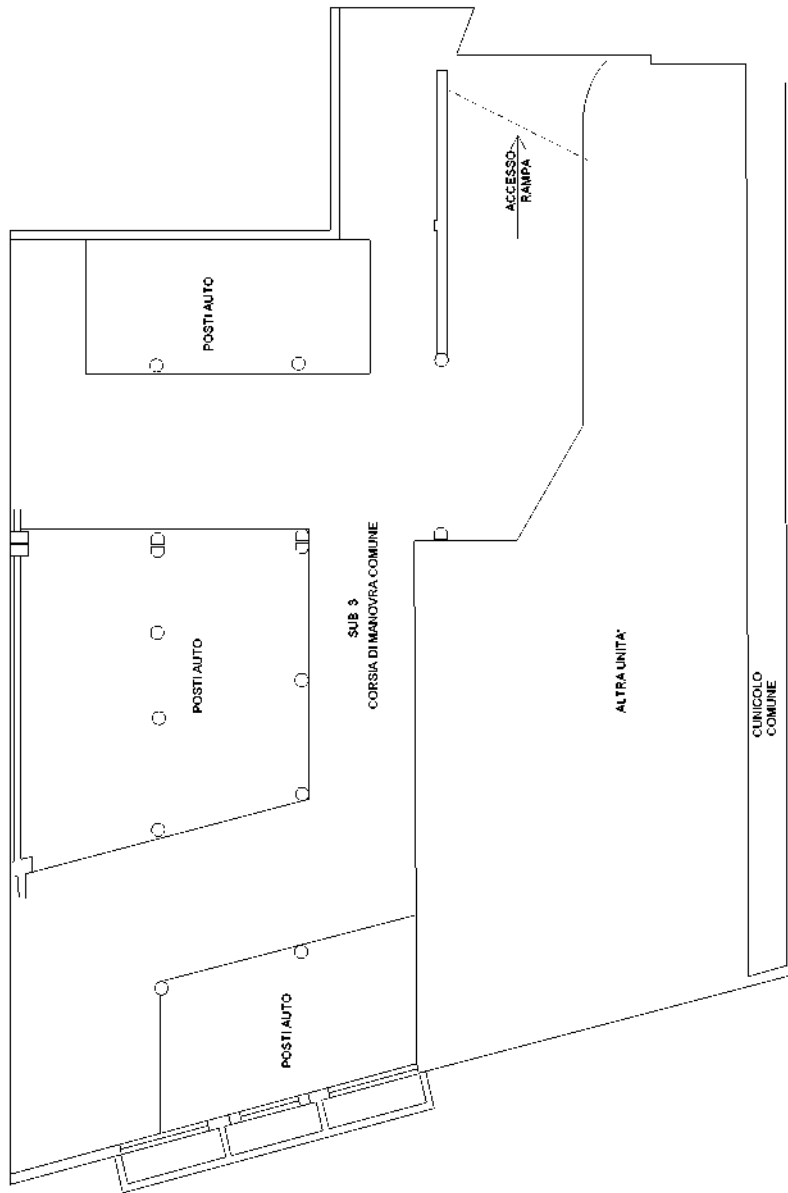 ACCESSO
RAMPA
POSTI AUTO
SUB 3
CORSIA DI MANOVRA COMUNE
POSTI AUTO
ALTRA UNITA'
CUNICOLO
COMUNE
POSTI AUTO